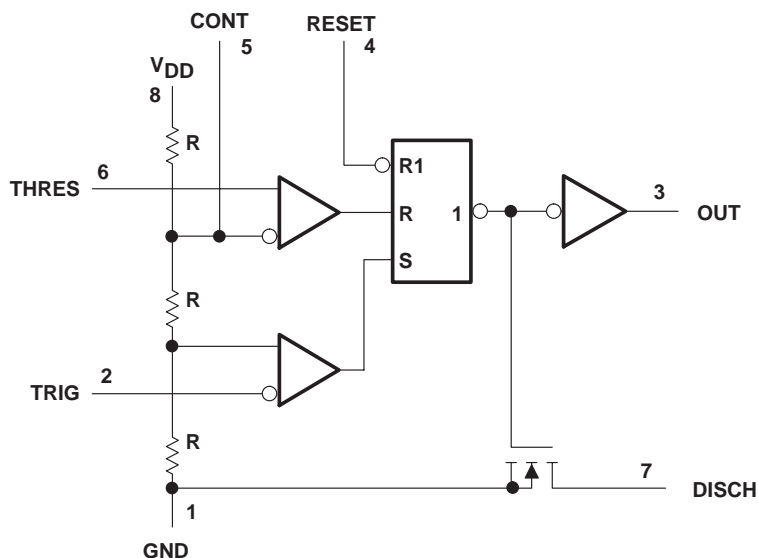 CONT
5
RESET
4
VDD
8
R
6
THRES
R1
R
1
3
OUT
S
R
2
TRIG
R
7
DISCH
1
GND